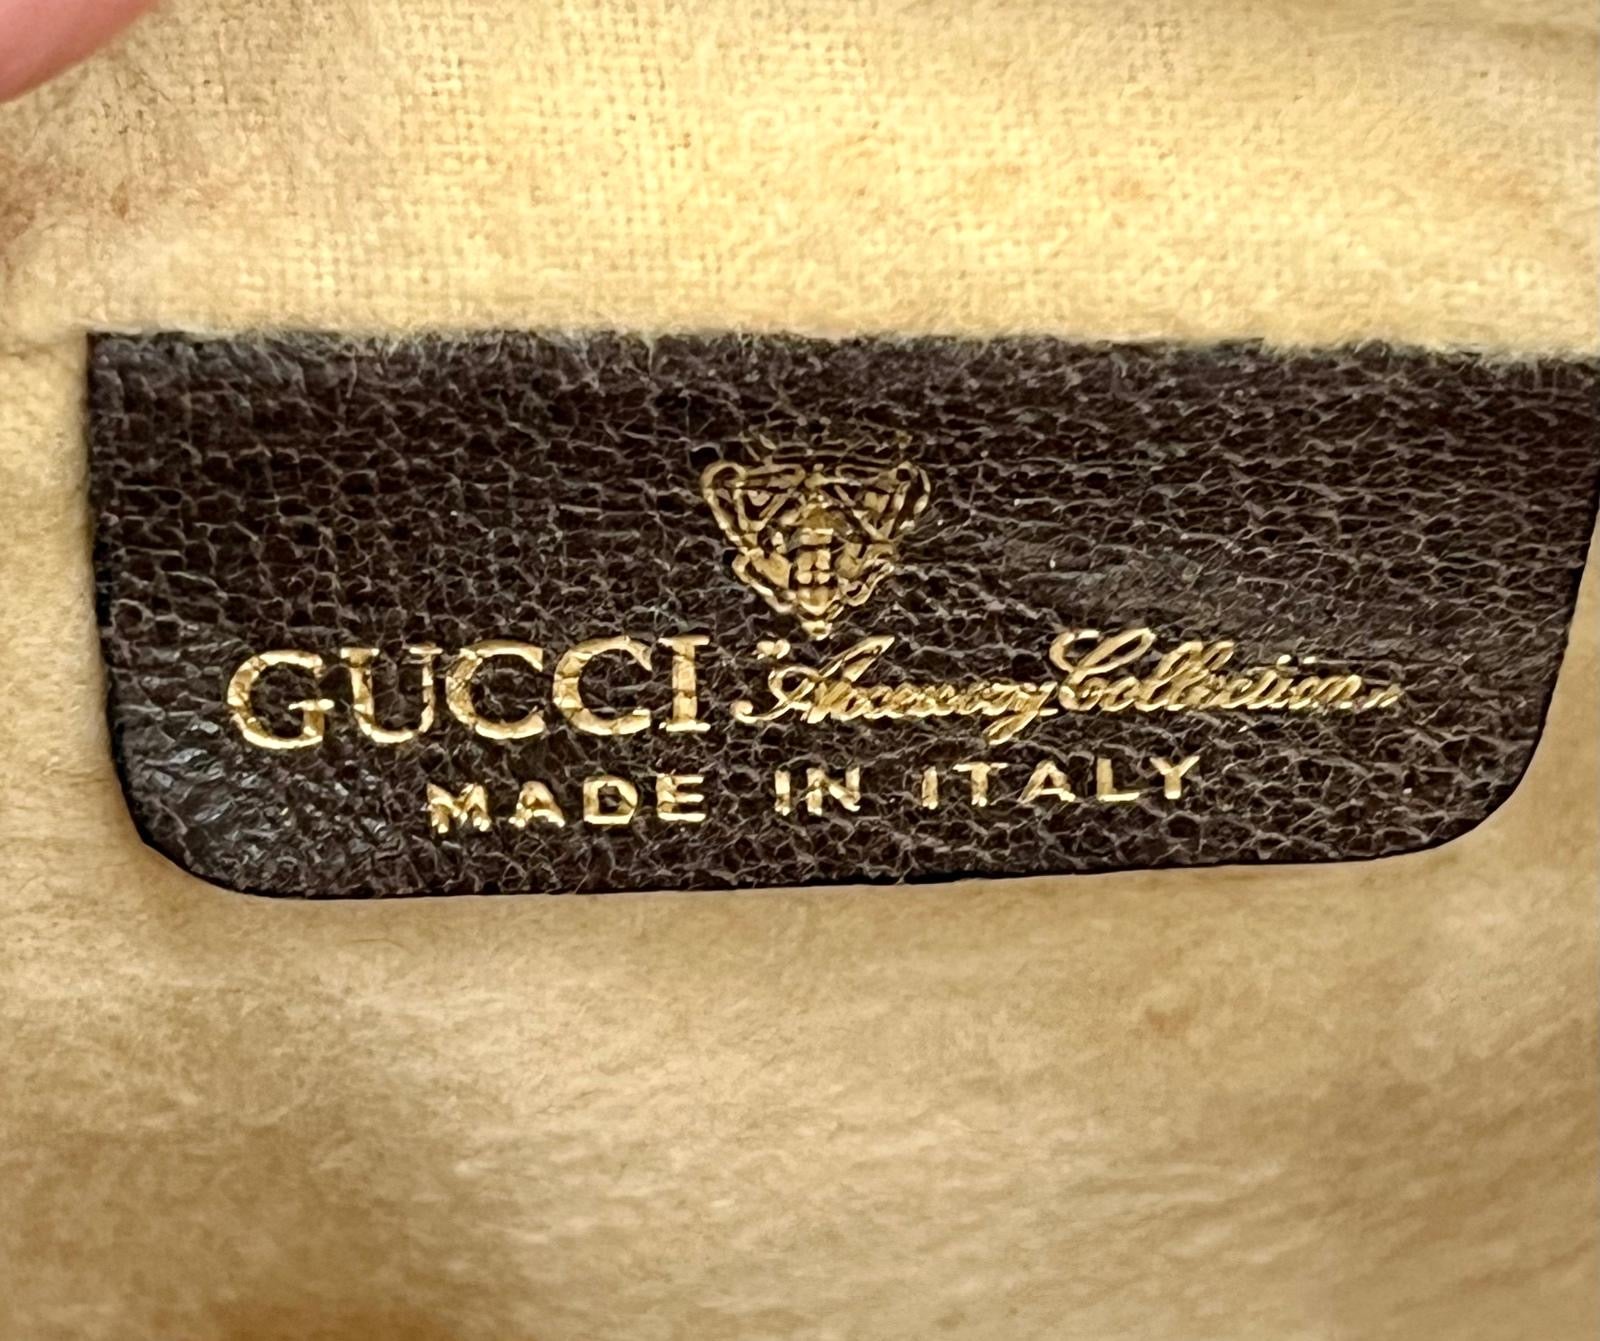 GUCCI "Accessory Collection"
MADE IN ITALY